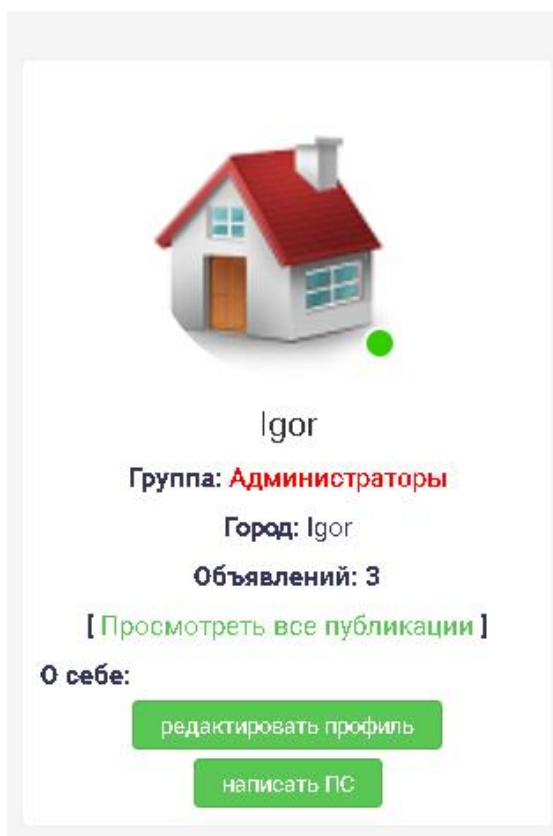 Igor
Группа: Администраторы
Город: Igor
Объявлений: 3
[ Просмотреть все публикации ]
О себе:
редактировать профиль
написать ПС